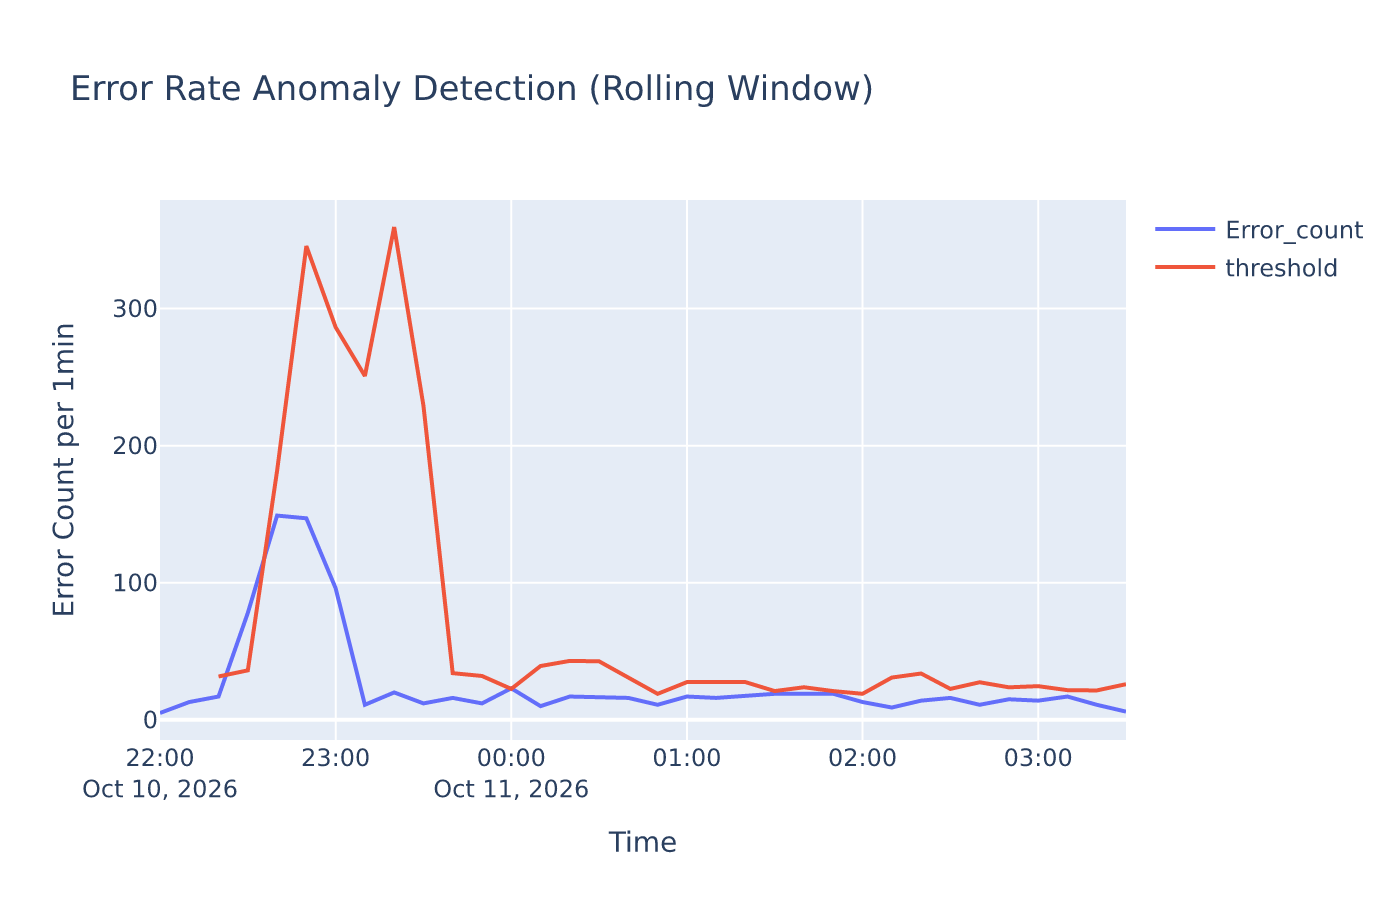 Error Rate Anomaly Detection (Rolling Window)
Error_count
threshold
Error Count per 1min
300
200
100
0
22:00 23:00 00:00 01:00 02:00 03:00
Oct 10, 2026 Oct 11, 2026
Time